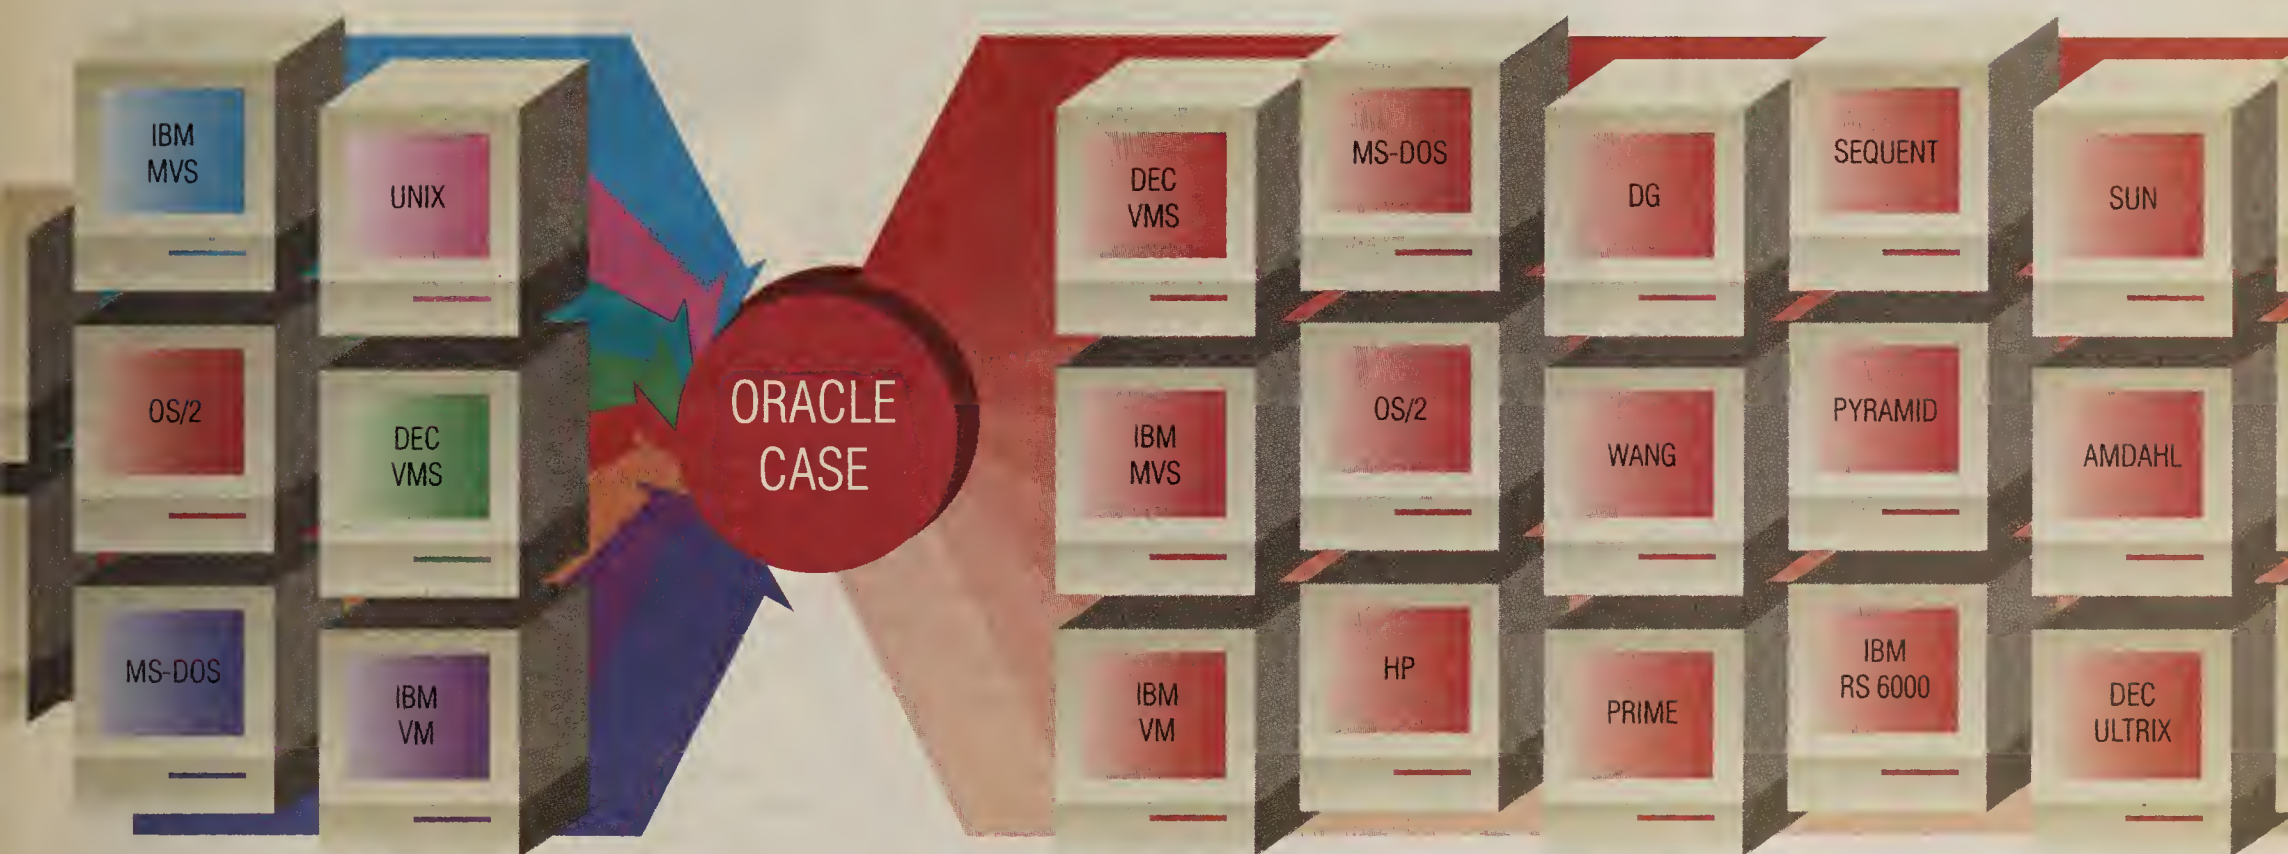 IBM
MVS
UNIX
OS/2
DEC
VMS
MS-DOS
IBM
VM
ORACLE
CASE
DEC
VMS
MS-DOS
DG
SEQUENT
SUN
IBM
MVS
OS/2
WANG
PYRAMID
AMDAHL
IBM
VM
HP
PRIME
IBM
RS 6000
DEC
ULTRIX